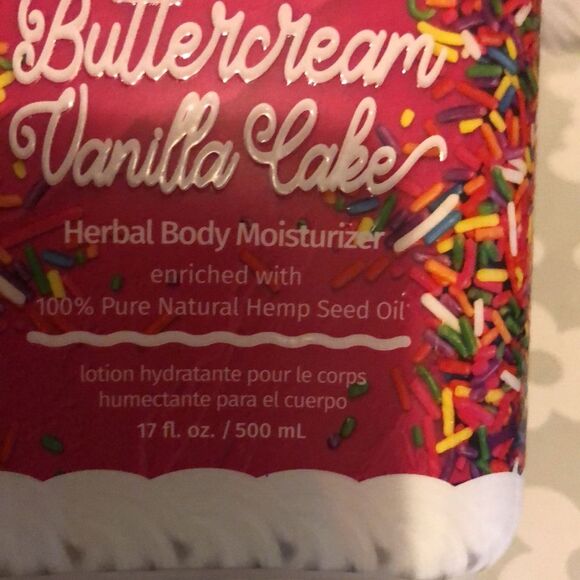 Buttercream
Vanilla Cake
Herbal Body Moisturizer
enriched with
100% Pure Natural Hemp Seed Oil*
lotion hydratante pour le corps
humectante para el cuerpo
17 fl. oz. / 500 mL